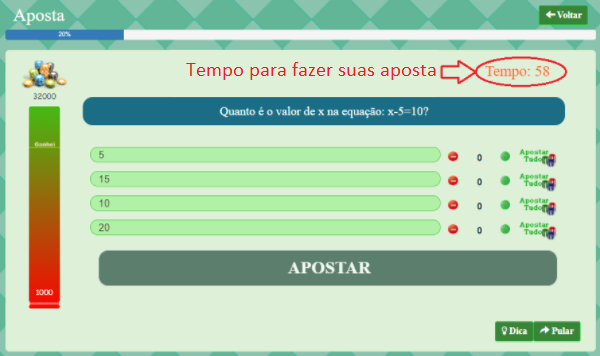 Aposta
Voltar
20%
Tempo para fazer suas aposta
Tempo: 58
32000
Quanto é o valor de x na equação: x-5=10?
Ganhei
5
0
Apostar
Tudo
15
0
Apostar
Tudo
10
0
Apostar
Tudo
20
0
Apostar
Tudo
APOSTAR
1000
Dica
Pular